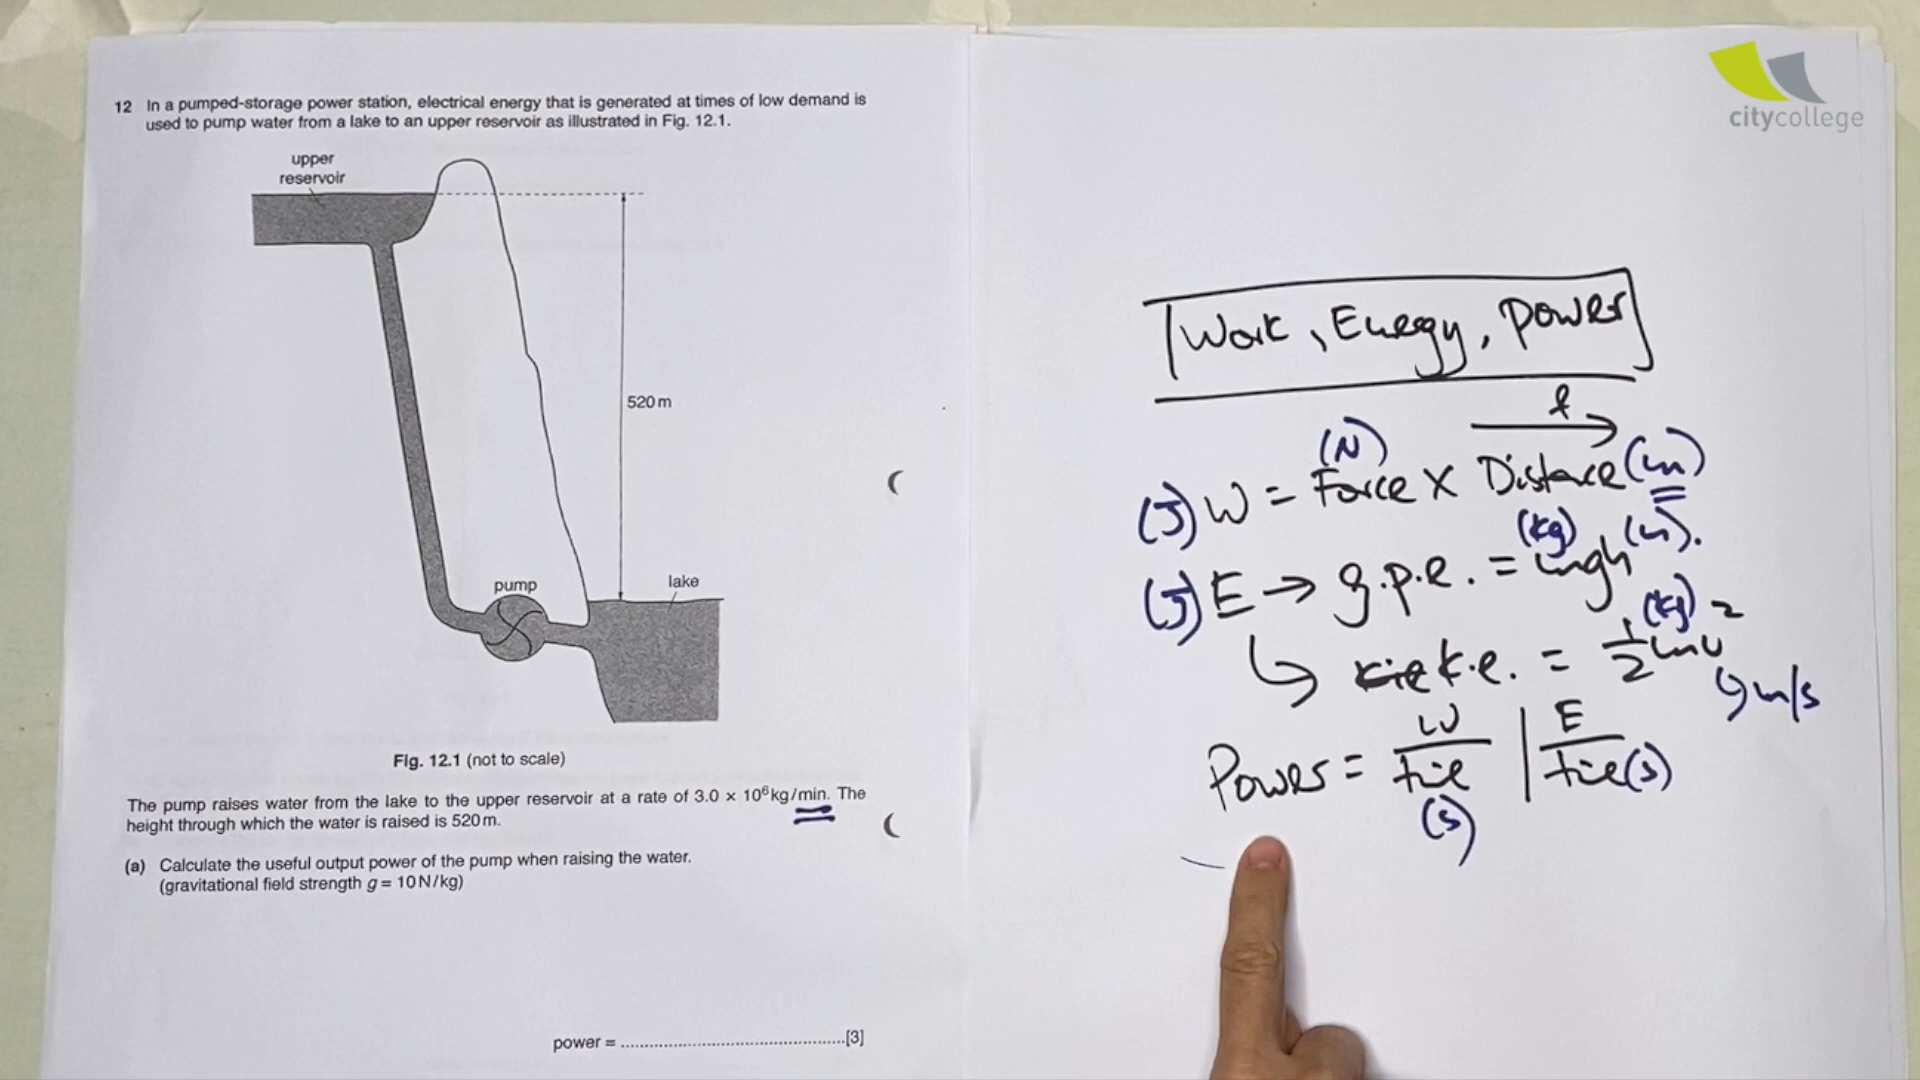 12 In a pumped-storage power station, electrical energy that is generated at times of low demand is
used to pump water from a lake to an upper reservoir as illustrated in Fig. 12.1.
upper
reservoir
520 m
pump
lake
Fig. 12.1 (not to scale)
The pump raises water from the lake to the upper reservoir at a rate of 3.0 × 10⁶ kg/min. The
height through which the water is raised is 520 m.
(a) Calculate the useful output power of the pump when raising the water.
(gravitational field strength g = 10 N/kg)
power = ................................................[3]
citycollege
Work, Energy, Power
(N)
(J) W = Force × Distance (m)
(kg) (m).
(J) E → g.p.e. = mgh
(kg)
k.e. = 1/2 mv²
m/s
Power = W/time | E/time (s)
(s)